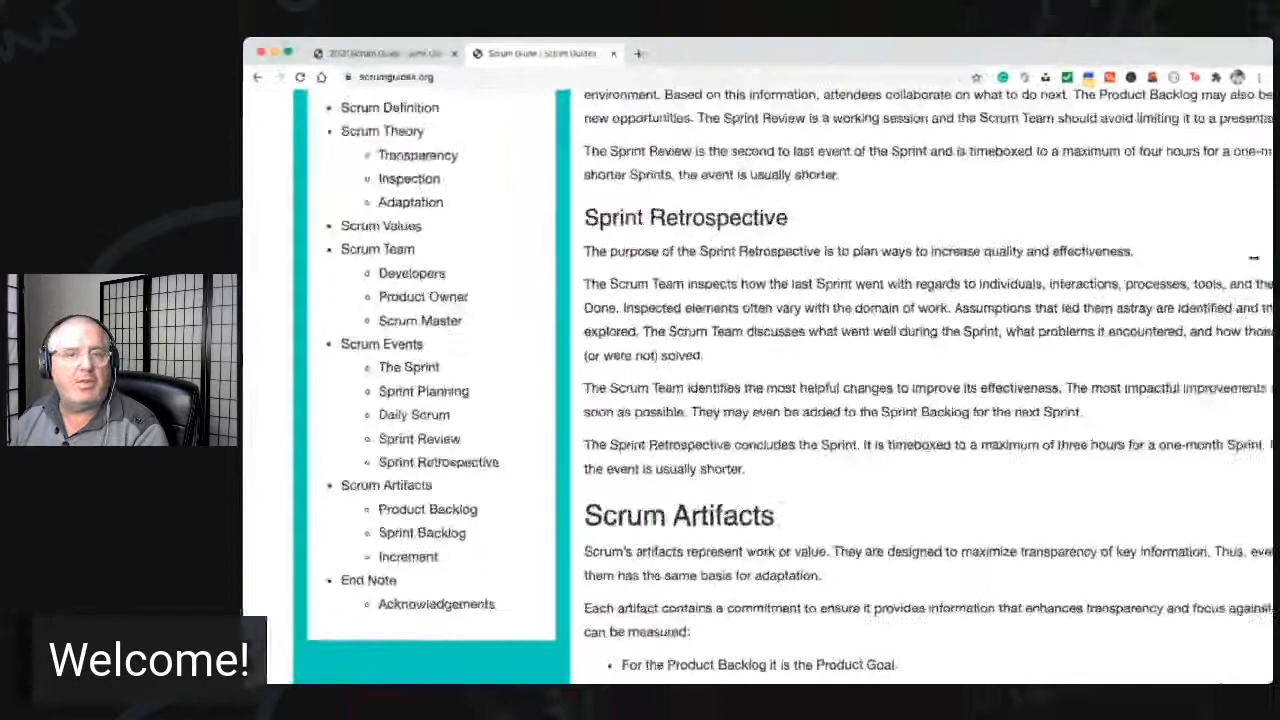 2020 Scrum Guide
Scrum Guide | Scrum Guides
scrumguides.org
Scrum Definition
Scrum Theory
Transparency
Inspection
Adaptation
Scrum Values
Scrum Team
Developers
Product Owner
Scrum Master
Scrum Events
The Sprint
Sprint Planning
Daily Scrum
Sprint Review
Sprint Retrospective
Scrum Artifacts
Product Backlog
Sprint Backlog
Increment
End Note
Acknowledgements
environment. Based on this information, attendees collaborate on what to do next. The Product Backlog may also be
new opportunities. The Sprint Review is a working session and the Scrum Team should avoid limiting it to a presenta
The Sprint Review is the second to last event of the Sprint and is timeboxed to a maximum of four hours for a one-m
shorter Sprints, the event is usually shorter.
Sprint Retrospective
The purpose of the Sprint Retrospective is to plan ways to increase quality and effectiveness.
The Scrum Team inspects how the last Sprint went with regards to individuals, interactions, processes, tools, and the
Done. Inspected elements often vary with the domain of work. Assumptions that led them astray are identified and th
explored. The Scrum Team discusses what went well during the Sprint, what problems it encountered, and how thos
(or were not) solved.
The Scrum Team identifies the most helpful changes to improve its effectiveness. The most impactful improvements
soon as possible. They may even be added to the Sprint Backlog for the next Sprint.
The Sprint Retrospective concludes the Sprint. It is timeboxed to a maximum of three hours for a one-month Sprint.
the event is usually shorter.
Scrum Artifacts
Scrum's artifacts represent work or value. They are designed to maximize transparency of key information. Thus, eve
them has the same basis for adaptation.
Each artifact contains a commitment to ensure it provides information that enhances transparency and focus against
can be measured:
For the Product Backlog it is the Product Goal.
Welcome!